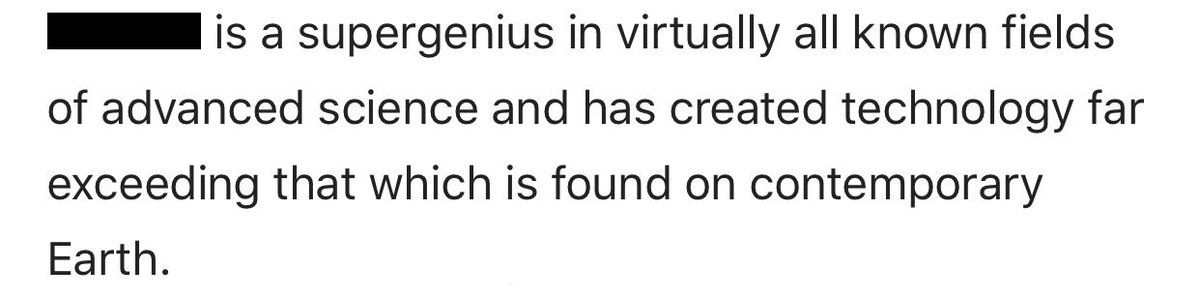 is a supergenius in virtually all known fields
of advanced science and has created technology far
exceeding that which is found on contemporary
Earth.